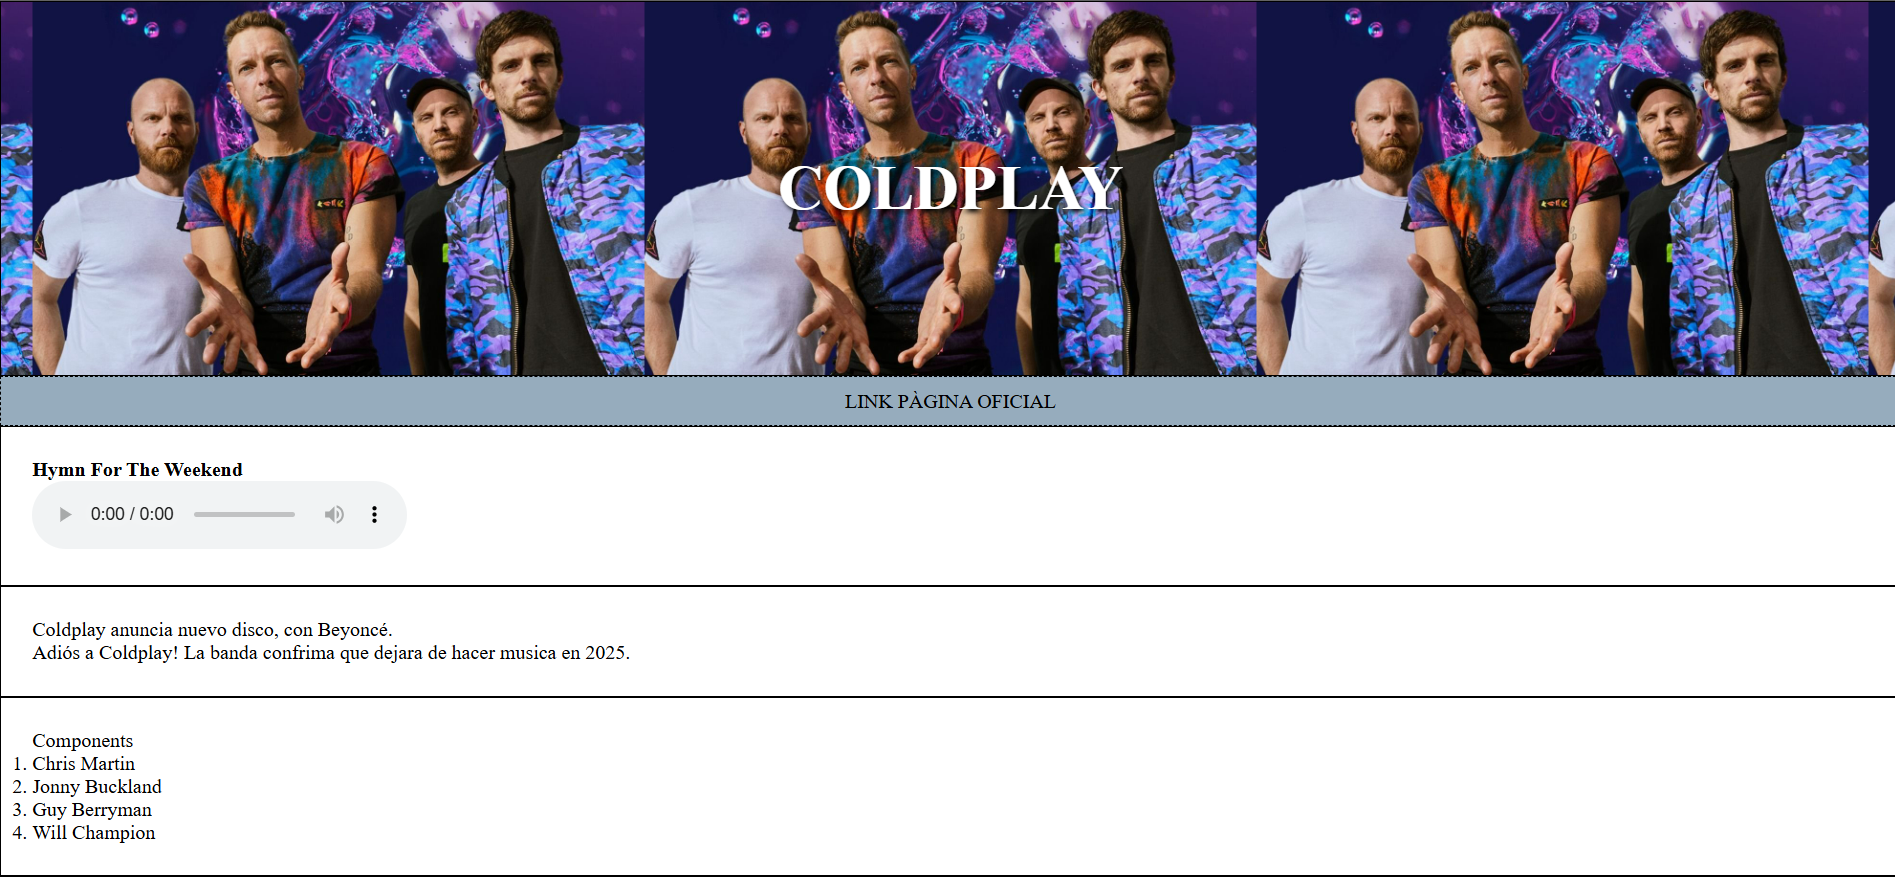 COLDPLAY
LINK PÀGINA OFICIAL
Hymn For The Weekend
0:00 / 0:00
Coldplay anuncia nuevo disco, con Beyoncé.
Adiós a Coldplay! La banda confrima que dejara de hacer musica en 2025.
Components
1. Chris Martin
2. Jonny Buckland
3. Guy Berryman
4. Will Champion